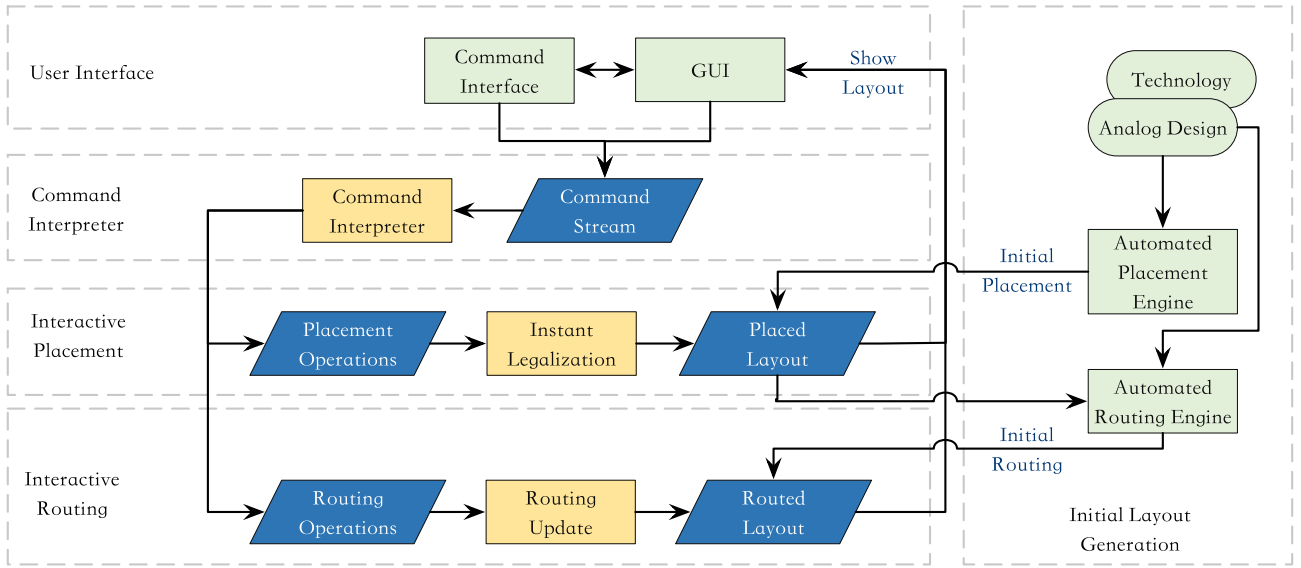 User Interface
Command
Interface
GUI
Show
Layout
Technology
Analog Design
Command
Interpreter
Command
Interpreter
Command
Stream
Initial
Placement
Automated
Placement
Engine
Interactive
Placement
Placement
Operations
Instant
Legalization
Placed
Layout
Automated
Routing Engine
Initial
Routing
Interactive
Routing
Routing
Operations
Routing
Update
Routed
Layout
Initial Layout
Generation